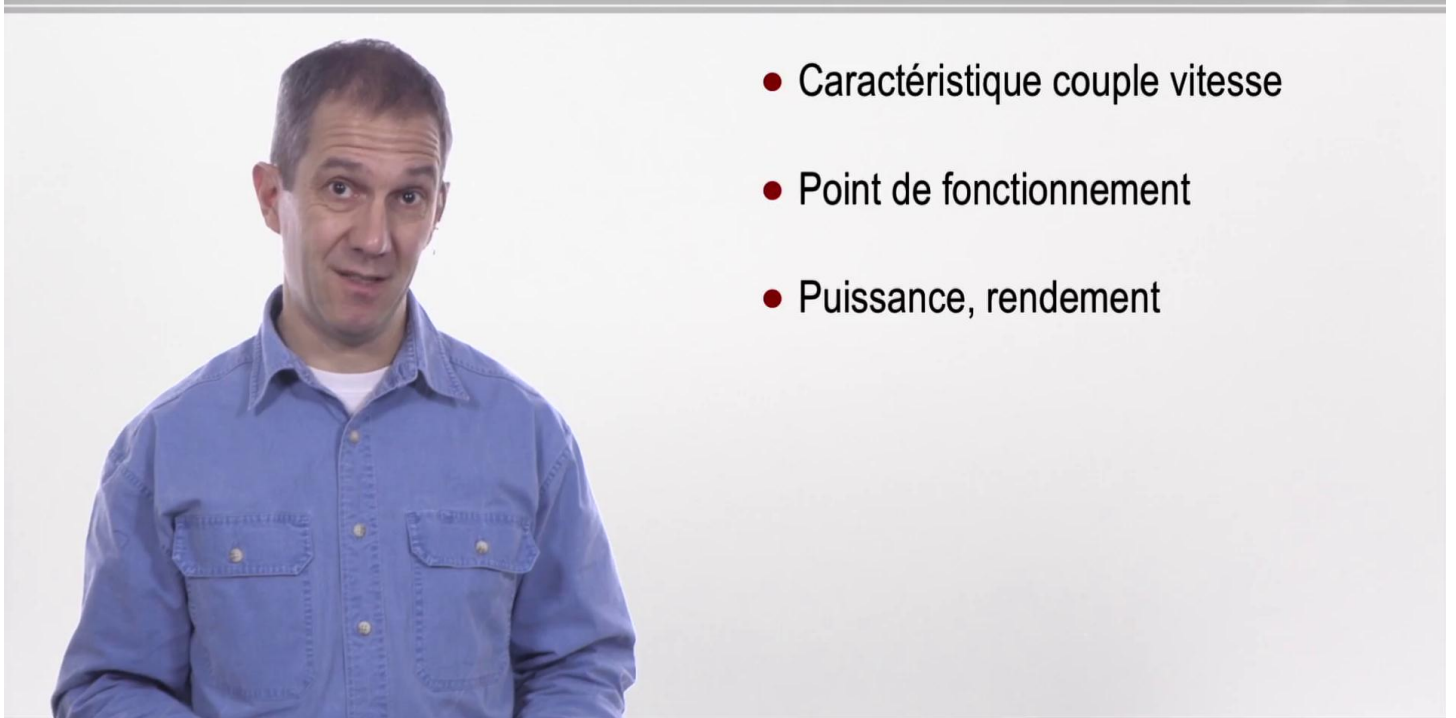 ● Caractéristique couple vitesse
● Point de fonctionnement
● Puissance, rendement